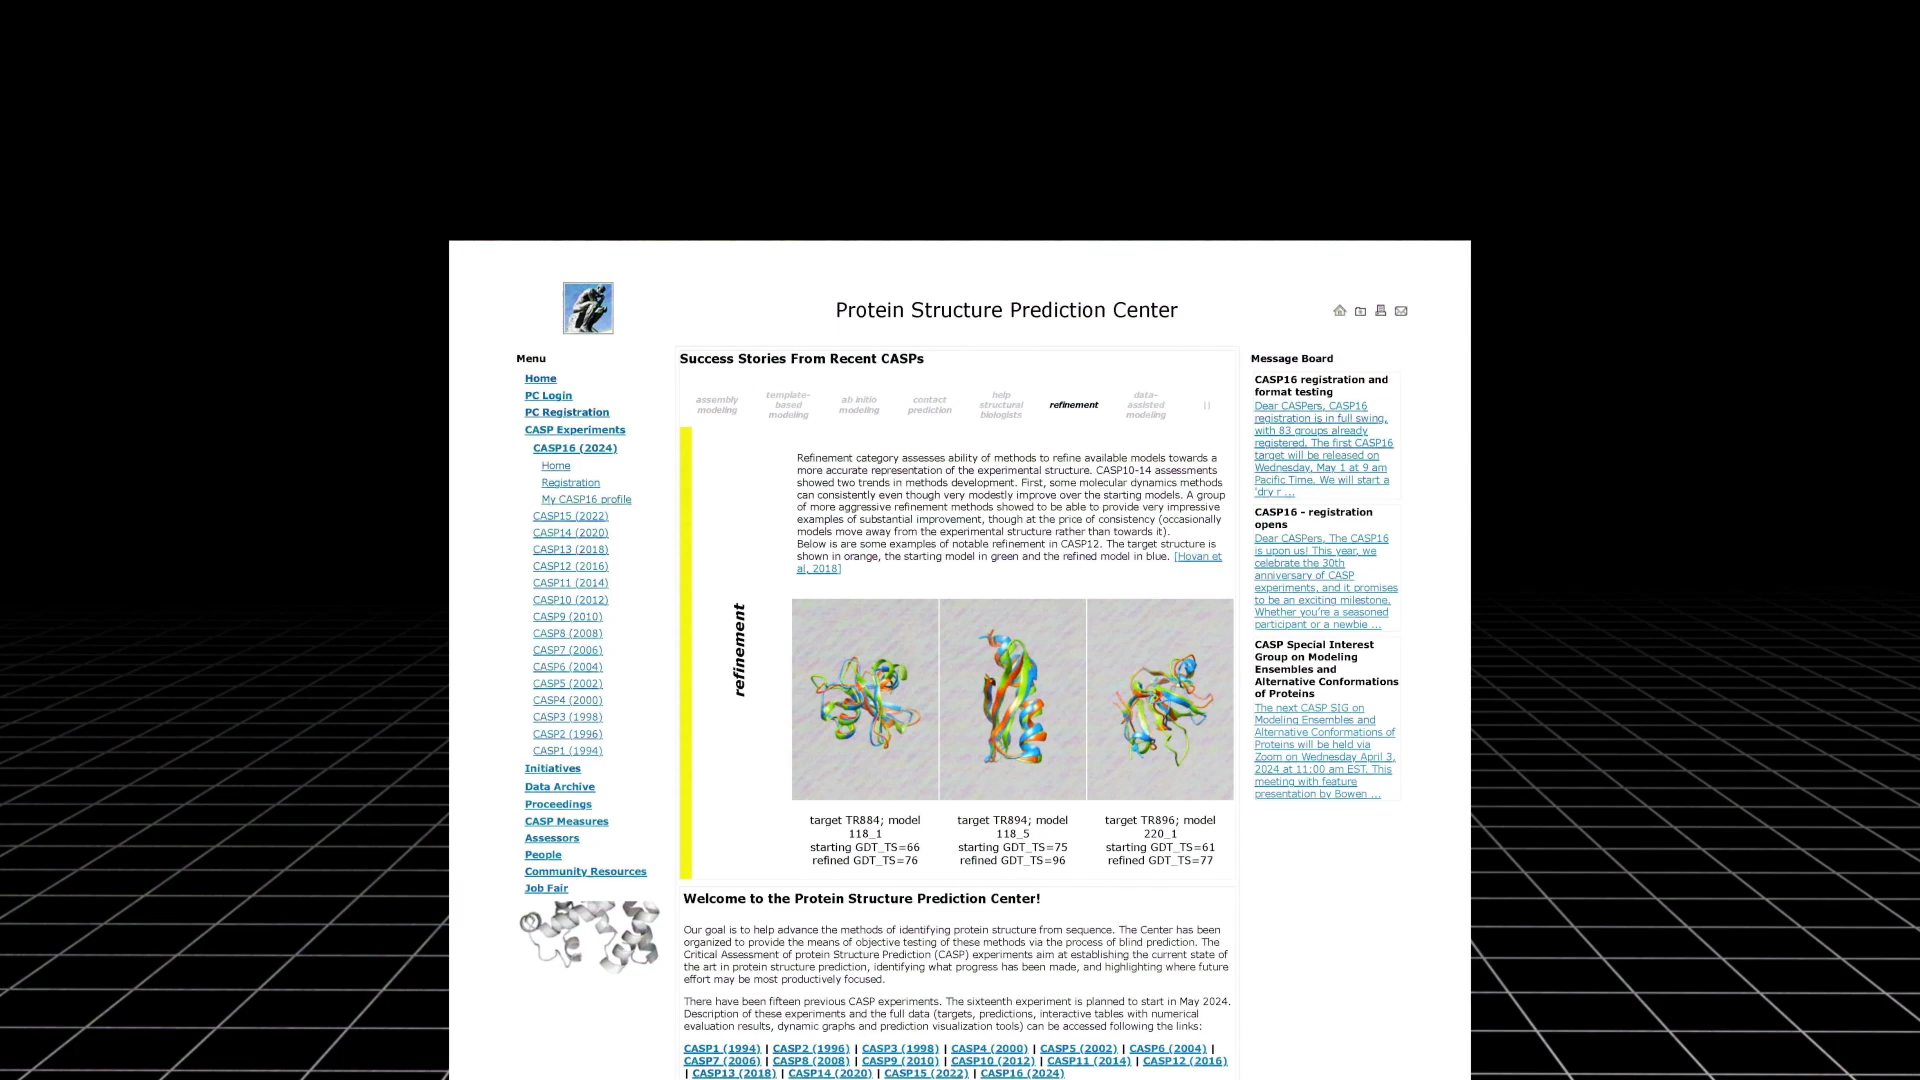 Protein Structure Prediction Center
Menu
Home
PC Login
PC Registration
CASP Experiments
CASP16 (2024)
Home
Registration
My CASP16 profile
CASP15 (2022)
CASP14 (2020)
CASP13 (2018)
CASP12 (2016)
CASP11 (2014)
CASP10 (2012)
CASP9 (2010)
CASP8 (2008)
CASP7 (2006)
CASP6 (2004)
CASP5 (2002)
CASP4 (2000)
CASP3 (1998)
CASP2 (1996)
CASP1 (1994)
Initiatives
Data Archive
Proceedings
CASP Measures
Assessors
People
Community Resources
Job Fair
Success Stories From Recent CASPs
assembly
modeling
template-
based
modeling
ab initio
modeling
contact
prediction
help
structural
biologists
refinement
data-
assisted
modeling
||
Refinement category assesses ability of methods to refine available models towards a
more accurate representation of the experimental structure. CASP10-14 assessments
showed two trends in methods development. First, some molecular dynamics methods
can consistently even though very modestly improve over the starting models. A group
of more aggressive refinement methods showed to be able to provide very impressive
examples of substantial improvement, though at the price of consistency (occasionally
models move away from the experimental structure rather than towards it).
Below is are some examples of notable refinement in CASP12. The target structure is
shown in orange, the starting model in green and the refined model in blue. [Hovan et
al, 2018]
refinement
target TR884; model
118_1
starting GDT_TS=66
refined GDT_TS=76
target TR894; model
118_5
starting GDT_TS=75
refined GDT_TS=96
target TR896; model
220_1
starting GDT_TS=61
refined GDT_TS=77
Welcome to the Protein Structure Prediction Center!
Our goal is to help advance the methods of identifying protein structure from sequence. The Center has been
organized to provide the means of objective testing of these methods via the process of blind prediction. The
Critical Assessment of protein Structure Prediction (CASP) experiments aim at establishing the current state of
the art in protein structure prediction, identifying what progress has been made, and highlighting where future
effort may be most productively focused.
There have been fifteen previous CASP experiments. The sixteenth experiment is planned to start in May 2024.
Description of these experiments and the full data (targets, predictions, interactive tables with numerical
evaluation results, dynamic graphs and prediction visualization tools) can be accessed following the links:
CASP1 (1994) | CASP2 (1996) | CASP3 (1998) | CASP4 (2000) | CASP5 (2002) | CASP6 (2004) |
CASP7 (2006) | CASP8 (2008) | CASP9 (2010) | CASP10 (2012) | CASP11 (2014) | CASP12 (2016)
| CASP13 (2018) | CASP14 (2020) | CASP15 (2022) | CASP16 (2024)
Message Board
CASP16 registration and
format testing
Dear CASPers, CASP16
registration is in full swing,
with 83 groups already
registered. The first CASP16
target will be released on
Wednesday, May 1 at 9 am
Pacific Time. We will start a
'dry r ...
CASP16 - registration
opens
Dear CASPers, The CASP16
is upon us! This year, we
celebrate the 30th
anniversary of CASP
experiments, and it promises
to be an exciting milestone.
Whether you're a seasoned
participant or a newbie ...
CASP Special Interest
Group on Modeling
Ensembles and
Alternative Conformations
of Proteins
The next CASP SIG on
Modeling Ensembles and
Alternative Conformations of
Proteins will be held via
Zoom on Wednesday April 3,
2024 at 11:00 am EST. This
meeting with feature
presentation by Bowen ...